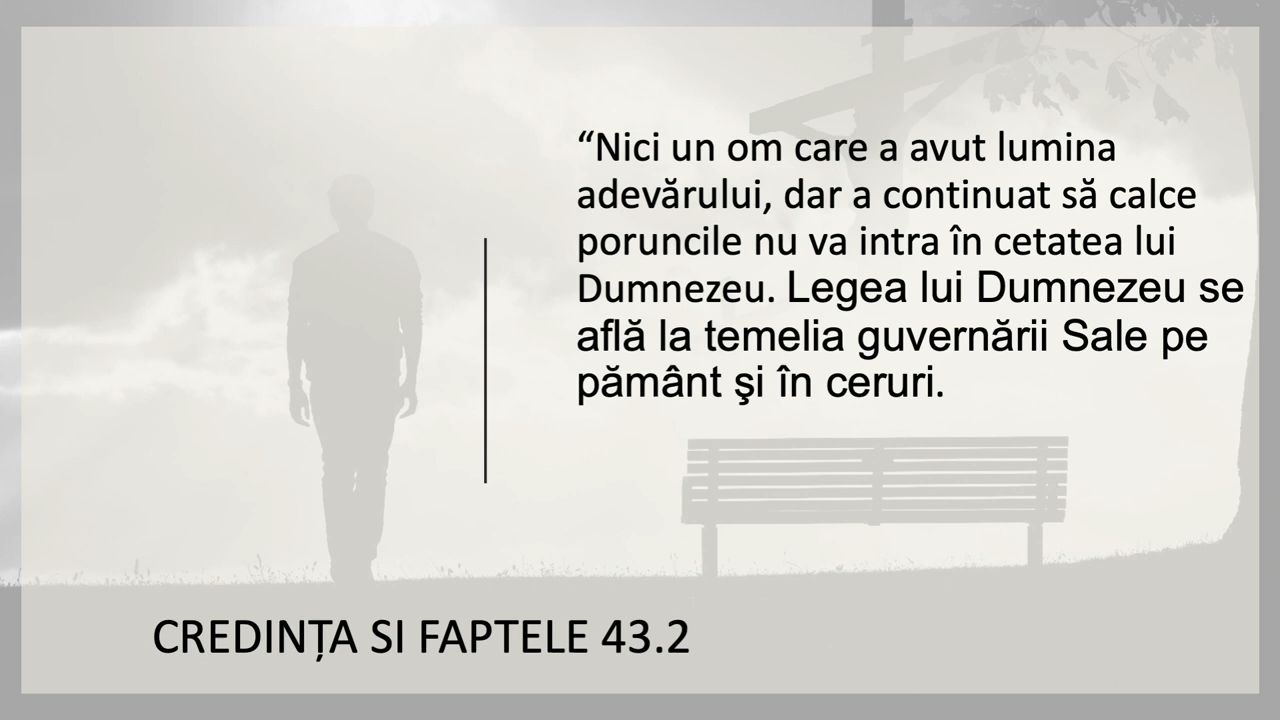 “Nici un om care a avut lumina
adevărului, dar a continuat să calce
poruncile nu va intra în cetatea lui
Dumnezeu. Legea lui Dumnezeu se
află la temelia guvernării Sale pe
pământ şi în ceruri.
CREDINȚA SI FAPTELE 43.2